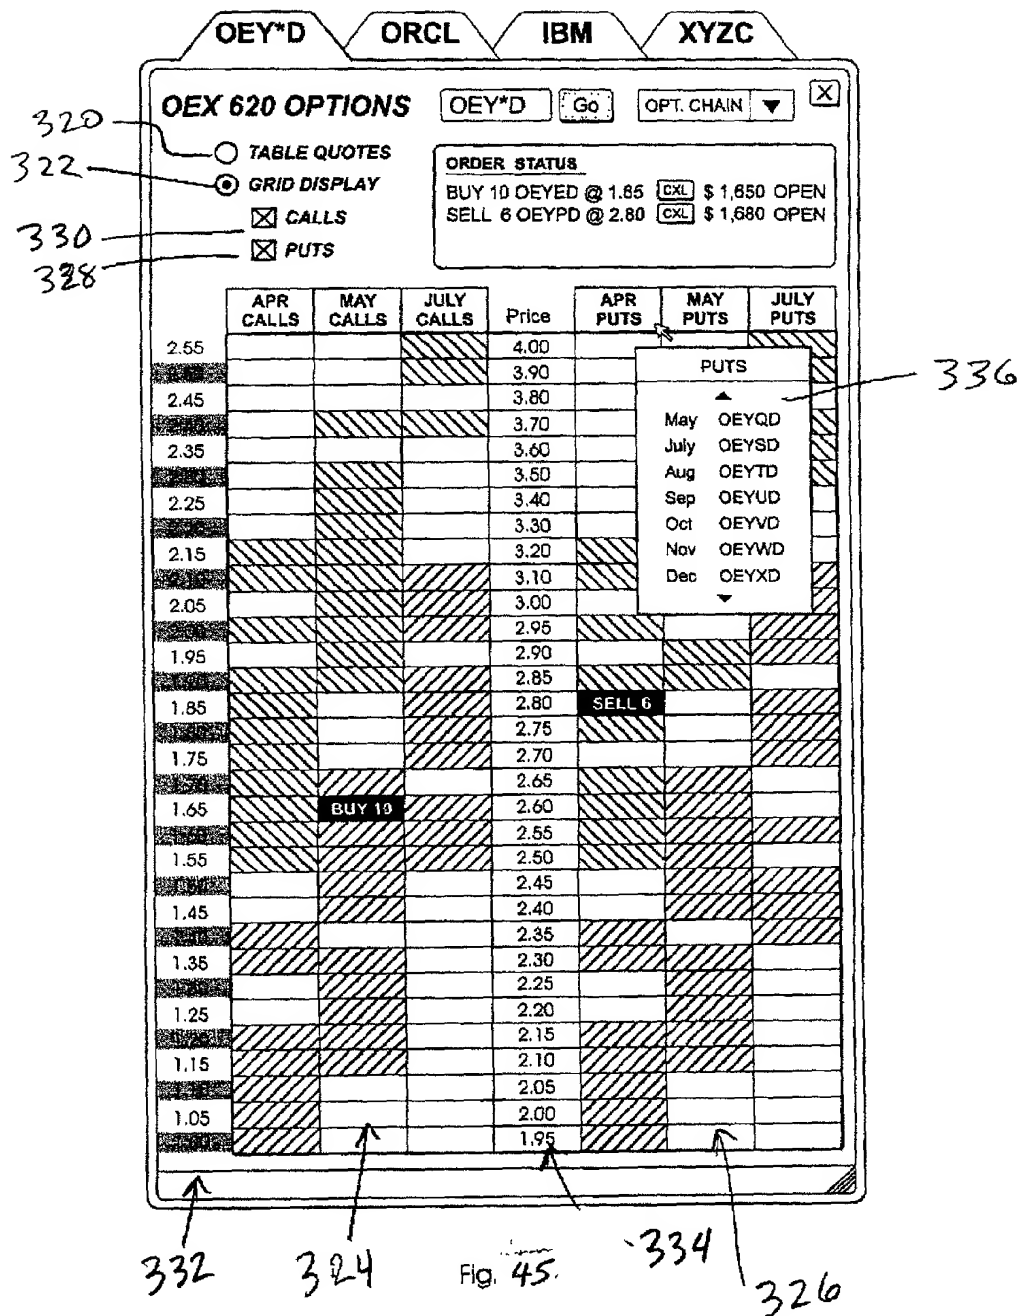 OEY*D ORCL IBM XYZC
OEX 620 OPTIONS OEY*D Go OPT. CHAIN X
320
TABLE QUOTES
322
GRID DISPLAY
CALLS
330
PUTS
328
ORDER STATUS
BUY 10 OEYED @ 1.65 CXL $ 1,650 OPEN
SELL 6 OEYPD @ 2.80 CXL $ 1,680 OPEN
APR CALLS MAY CALLS JULY CALLS Price APR PUTS MAY PUTS JULY PUTS
2.55 4.00
3.90
2.45 3.80
3.70
2.35 3.60
3.50
2.25 3.40
3.30
2.15 3.20
3.10
2.05 3.00
2.95
1.95 2.90
2.85
1.85 2.80 SELL 6
2.75
1.75 2.70
2.65
1.65 BUY 10 2.60
2.55
1.55 2.50
2.45
1.45 2.40
2.35
1.35 2.30
2.25
1.25 2.20
2.15
1.15 2.10
2.05
1.05 2.00
1.95
PUTS
May OEYQD
July OEYSD
Aug OEYTD
Sep OEYUD
Oct OEYVD
Nov OEYWD
Dec OEYXD
336
332 324 334 326
Fig. 45.